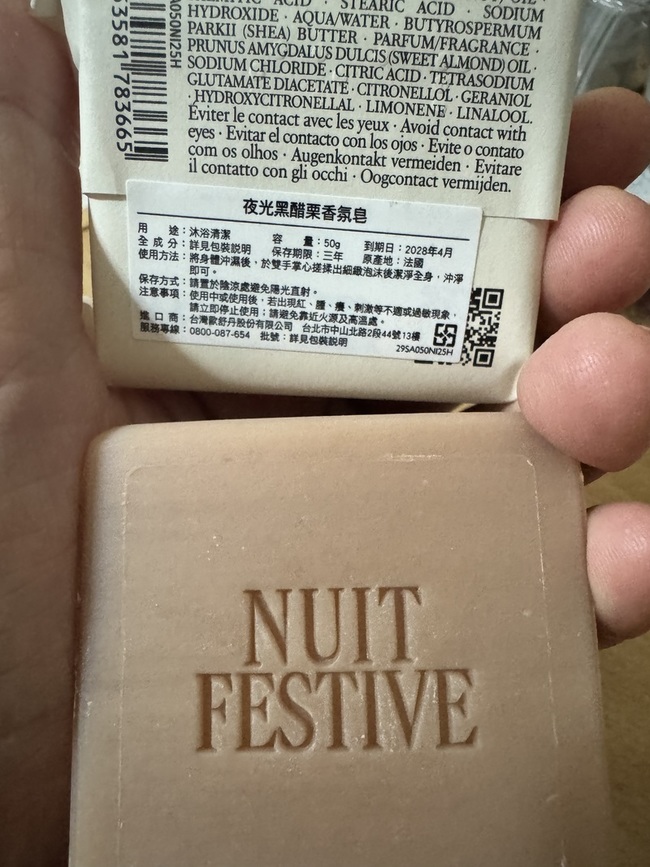 ACID · STEARIC ACID · SODIUM
HYDROXIDE · AQUA/WATER · BUTYROSPERMUM
PARKII (SHEA) BUTTER · PARFUM/FRAGRANCE ·
PRUNUS AMYGDALUS DULCIS (SWEET ALMOND) OIL ·
SODIUM CHLORIDE · CITRIC ACID · TETRASODIUM
GLUTAMATE DIACETATE · CITRONELLOL · GERANIOL
· HYDROXYCITRONELLAL · LIMONENE · LINALOOL.
Éviter le contact avec les yeux · Avoid contact with
eyes · Evitar el contacto con los ojos · Evite o contato
com os olhos · Augenkontakt vermeiden · Evitare
il contatto con gli occhi · Oogcontact vermijden.
A050NI25H
5581 783665
夜光黑醋栗香氛皂
用 途：沐浴清潔 容 量：50g 到期日：2028年4月
全 成 分：詳見包裝説明 保存期限：三年 原產地：法國
使用方法：將身體沖濕後，於雙手掌心搓揉出細緻泡沫後潔淨全身，沖淨
即可。
保存方式：請置於陰涼處避免陽光直射。
注意事項：使用中或使用後，若出現紅、腫、癢、刺激等不適或過敏現象，
請立即停止使用；請避免靠近火源及高溫處。
進 口 商：台灣歐舒丹股份有限公司 台北市中山北路2段44號13樓
服務專線：0800-087-654 批號：詳見包裝説明
29SA050NI25H
NUIT
FESTIVE